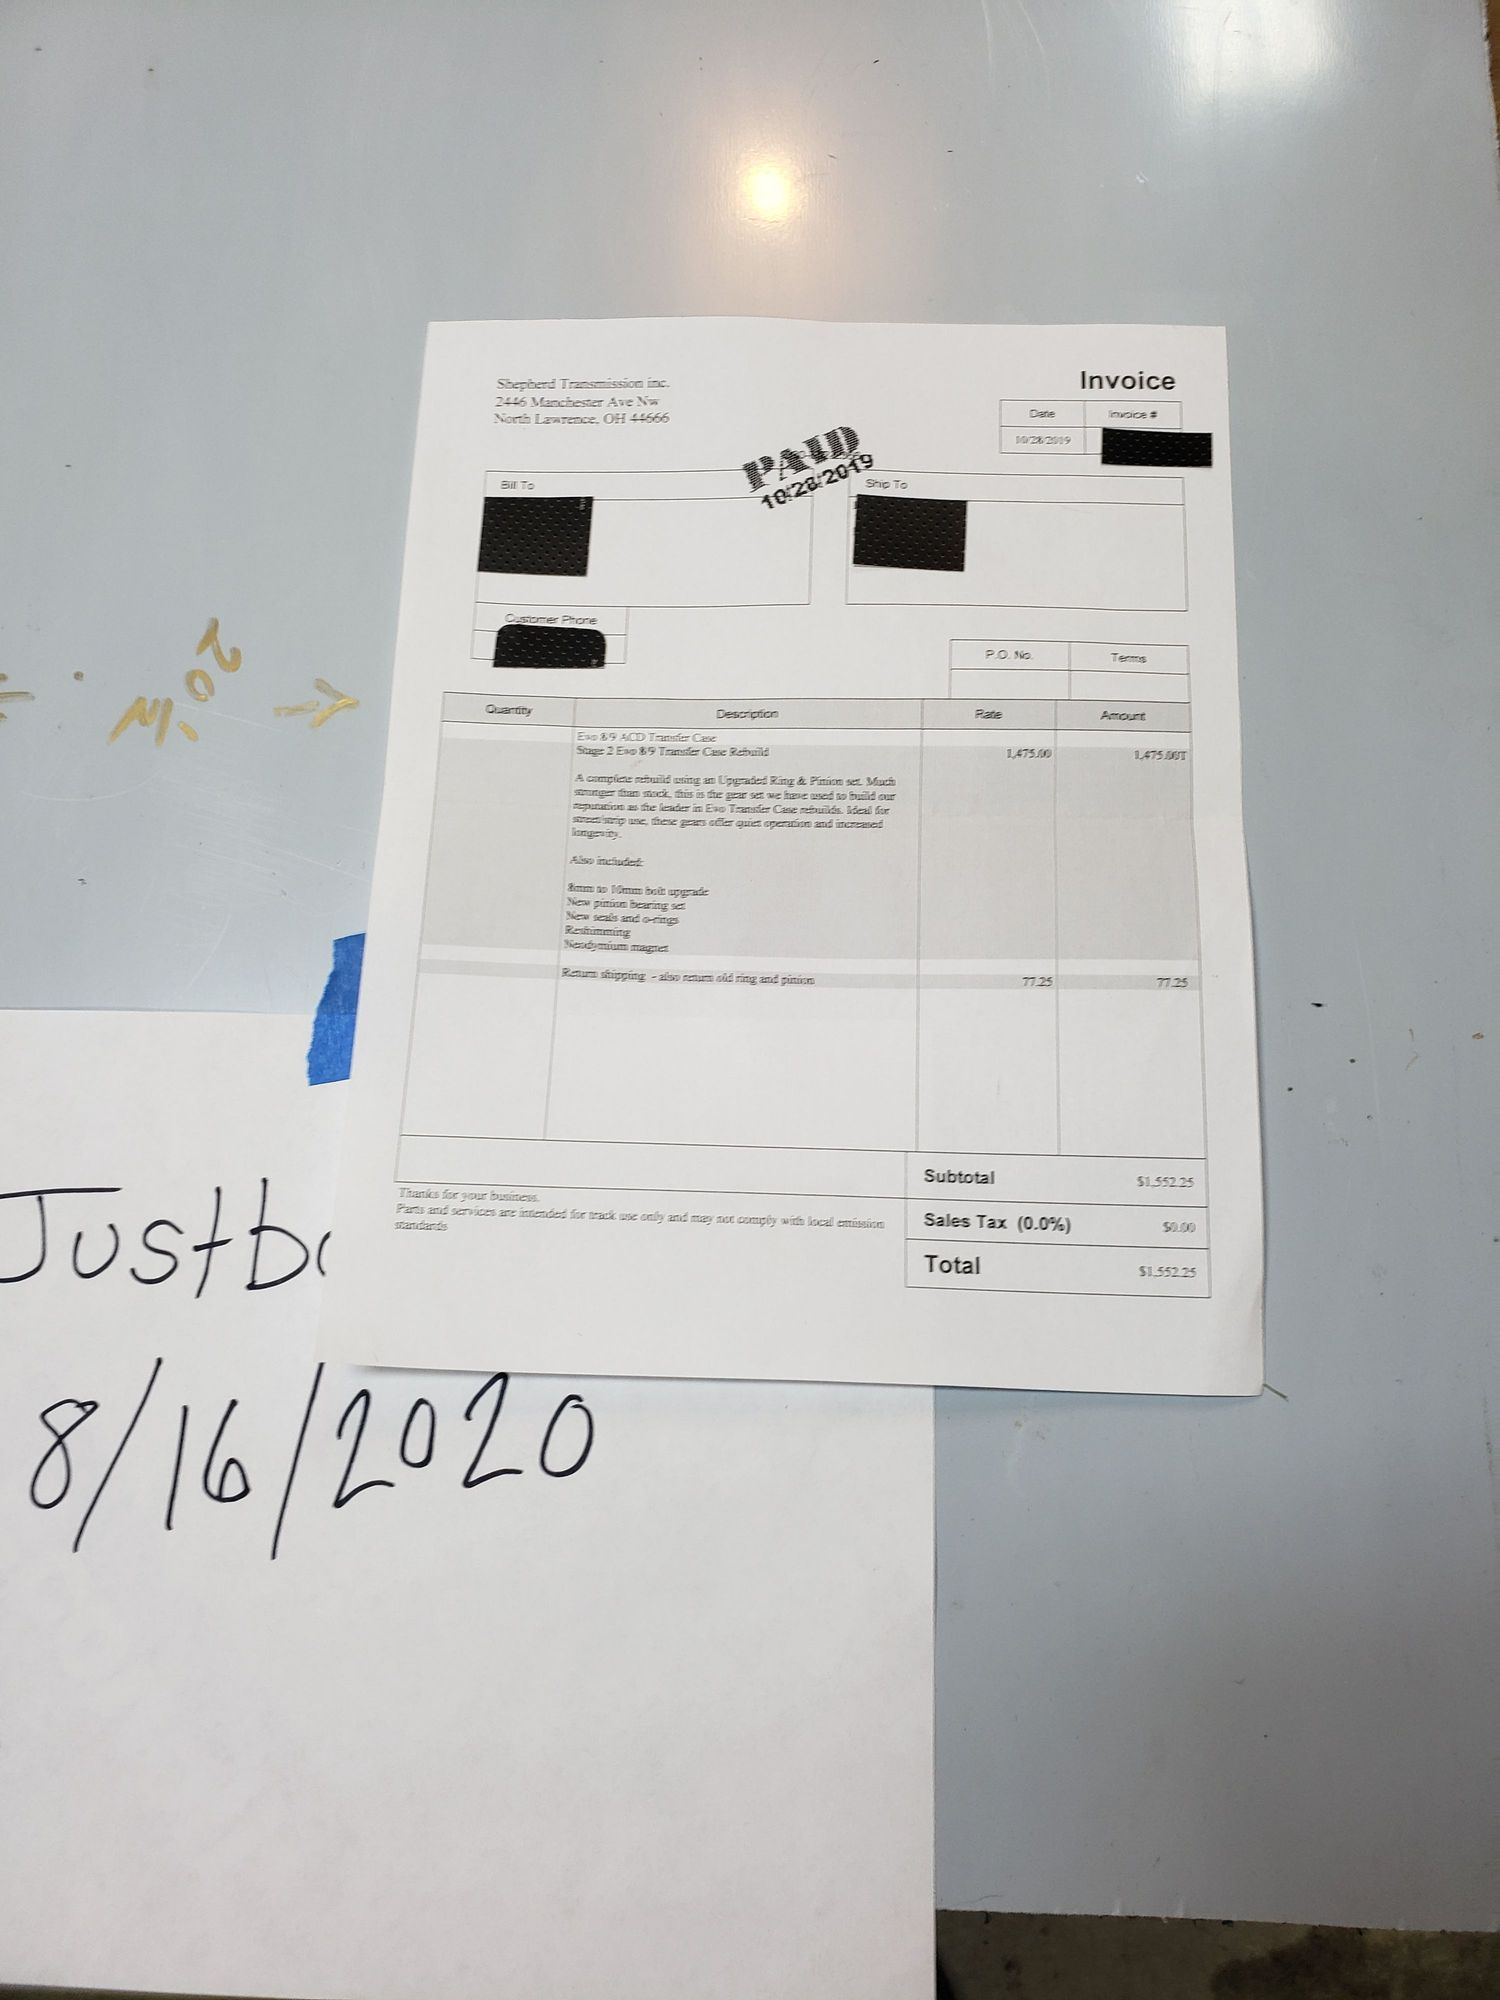 Shepherd Transmission inc.
2446 Manchester Ave Nw
North Lawrence, OH 44666
Invoice
Date
Invoice #
10/28/2019
PAID
10/28/2019
Bill To
Ship To
Customer Phone
P.O. No.
Terms
Quantity
Description
Rate
Amount
Evo 8/9 ACD Transfer Case
Stage 2 Evo 8/9 Transfer Case Rebuild
1,475.00
1,475.00T
A complete rebuild using an Upgraded Ring & Pinion set. Much
stronger than stock, this is the gear set we have used to build our
reputation as the leader in Evo Transfer Case rebuilds. Ideal for
street/strip use, these gears offer quiet operation and increased
longevity.
Also included:
8mm to 10mm bolt upgrade
New pinion bearing set
New seals and o-rings
Reshimming
Neodymium magnet
Return shipping - also return old ring and pinion
77.25
77.25
Thanks for your business.
Parts and services are intended for track use only and may not comply with local emission
standards
Subtotal
$1,552.25
Sales Tax (0.0%)
$0.00
Total
$1,552.25
Justb
8/16/2020